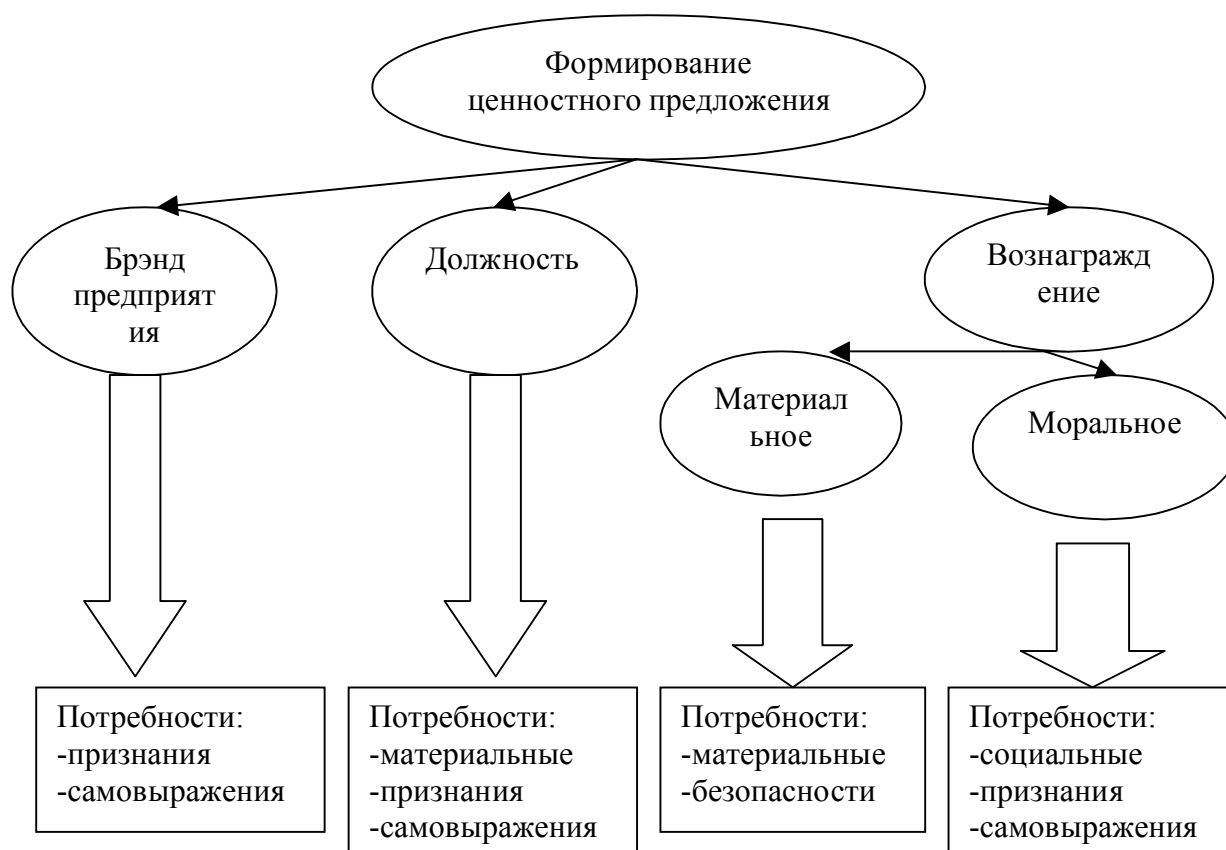 Формирование
ценностного предложения
Брэнд
предприят
ия
Должность
Вознагражд
ение
Материал
ьное
Моральное
Потребности:
-признания
-самовыражения
Потребности:
-материальные
-признания
-самовыражения
Потребности:
-материальные
-безопасности
Потребности:
-социальные
-признания
-самовыражения